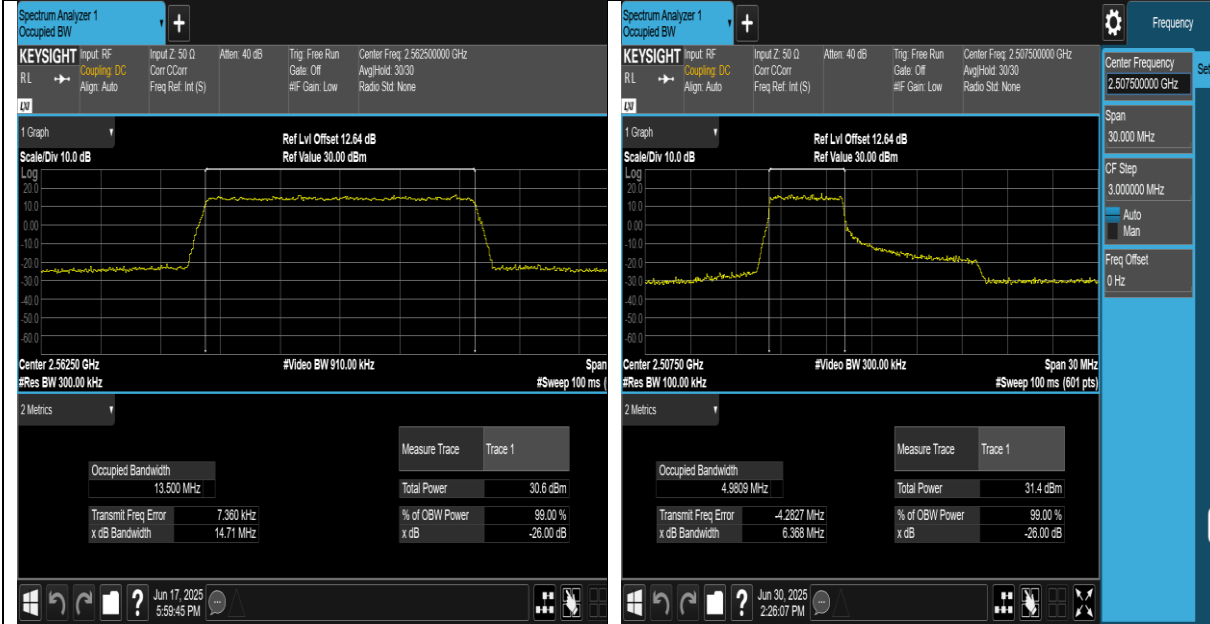 Spectrum Analyzer 1
Occupied BW
+
KEYSIGHT Input: RF
Coupling: DC
Align: Auto
RL
LXI
Input Z: 50 Ω
Corr CCorr
Freq Ref: Int (S)
Atten: 40 dB
Trig: Free Run
Gate: Off
#IF Gain: Low
Center Freq: 2.562500000 GHz
Avg|Hold: 30/30
Radio Std: None
1 Graph
Scale/Div 10.0 dB
Ref Lvl Offset 12.64 dB
Ref Value 30.00 dBm
Log
20.0
10.0
0.00
-10.0
-20.0
-30.0
-40.0
-50.0
-60.0
Center 2.56250 GHz
#Res BW 300.00 kHz
#Video BW 910.00 kHz
Span
#Sweep 100 ms (
2 Metrics
Measure Trace Trace 1
Occupied Bandwidth
13.500 MHz
Total Power 30.6 dBm
Transmit Freq Error 7.360 kHz
% of OBW Power 99.00 %
x dB Bandwidth 14.71 MHz
x dB -26.00 dB
?
Jun 17, 2025
5:59:45 PM
Spectrum Analyzer 1
Occupied BW
+
KEYSIGHT Input: RF
Coupling: DC
Align: Auto
RL
LXI
Input Z: 50 Ω
Corr CCorr
Freq Ref: Int (S)
Atten: 40 dB
Trig: Free Run
Gate: Off
#IF Gain: Low
Center Freq: 2.507500000 GHz
Avg|Hold: 30/30
Radio Std: None
1 Graph
Scale/Div 10.0 dB
Ref Lvl Offset 12.64 dB
Ref Value 30.00 dBm
Log
20.0
10.0
0.00
-10.0
-20.0
-30.0
-40.0
-50.0
-60.0
Center 2.50750 GHz
#Res BW 100.00 kHz
#Video BW 300.00 kHz
Span 30 MHz
#Sweep 100 ms (601 pts)
2 Metrics
Measure Trace Trace 1
Occupied Bandwidth
4.9809 MHz
Total Power 31.4 dBm
Transmit Freq Error -4.2827 MHz
% of OBW Power 99.00 %
x dB Bandwidth 6.368 MHz
x dB -26.00 dB
?
Jun 30, 2025
2:26:07 PM
Frequency
Center Frequency
2.507500000 GHz
Set
Span
30.000 MHz
CF Step
3.000000 MHz
Auto
Man
Freq Offset
0 Hz